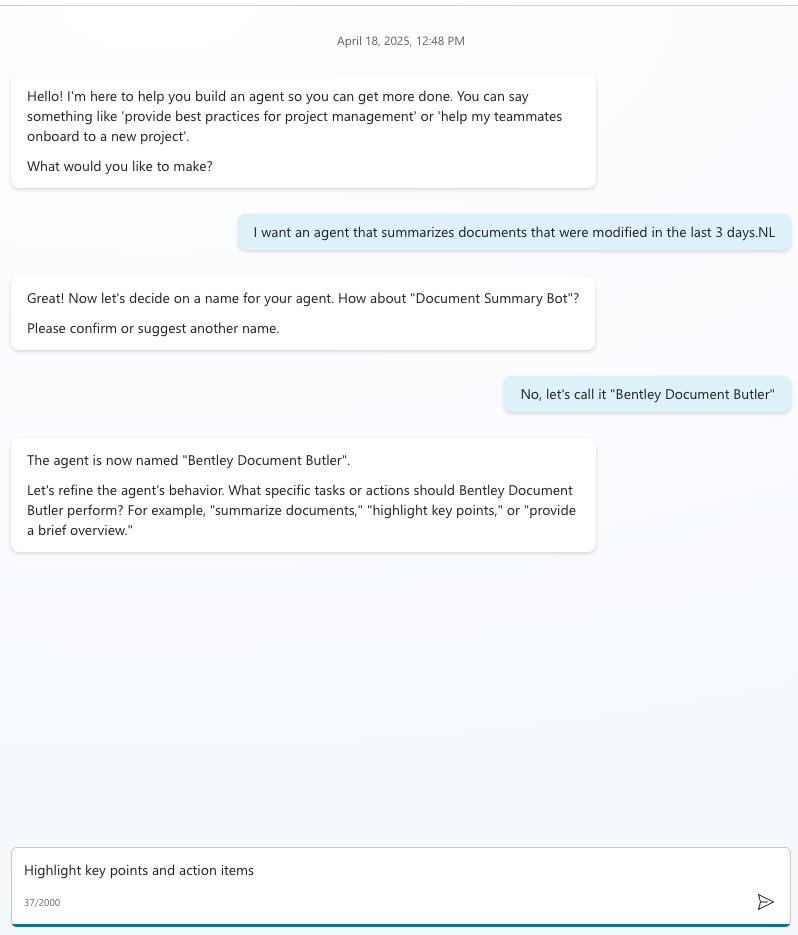 April 18, 2025, 12:48 PM
Hello! I'm here to help you build an agent so you can get more done. You can say
something like 'provide best practices for project management' or 'help my teammates
onboard to a new project'.
What would you like to make?
I want an agent that summarizes documents that were modified in the last 3 days.NL
Great! Now let's decide on a name for your agent. How about "Document Summary Bot"?
Please confirm or suggest another name.
No, let's call it "Bentley Document Butler"
The agent is now named "Bentley Document Butler".
Let's refine the agent's behavior. What specific tasks or actions should Bentley Document
Butler perform? For example, "summarize documents," "highlight key points," or "provide
a brief overview."
Highlight key points and action items
37/2000